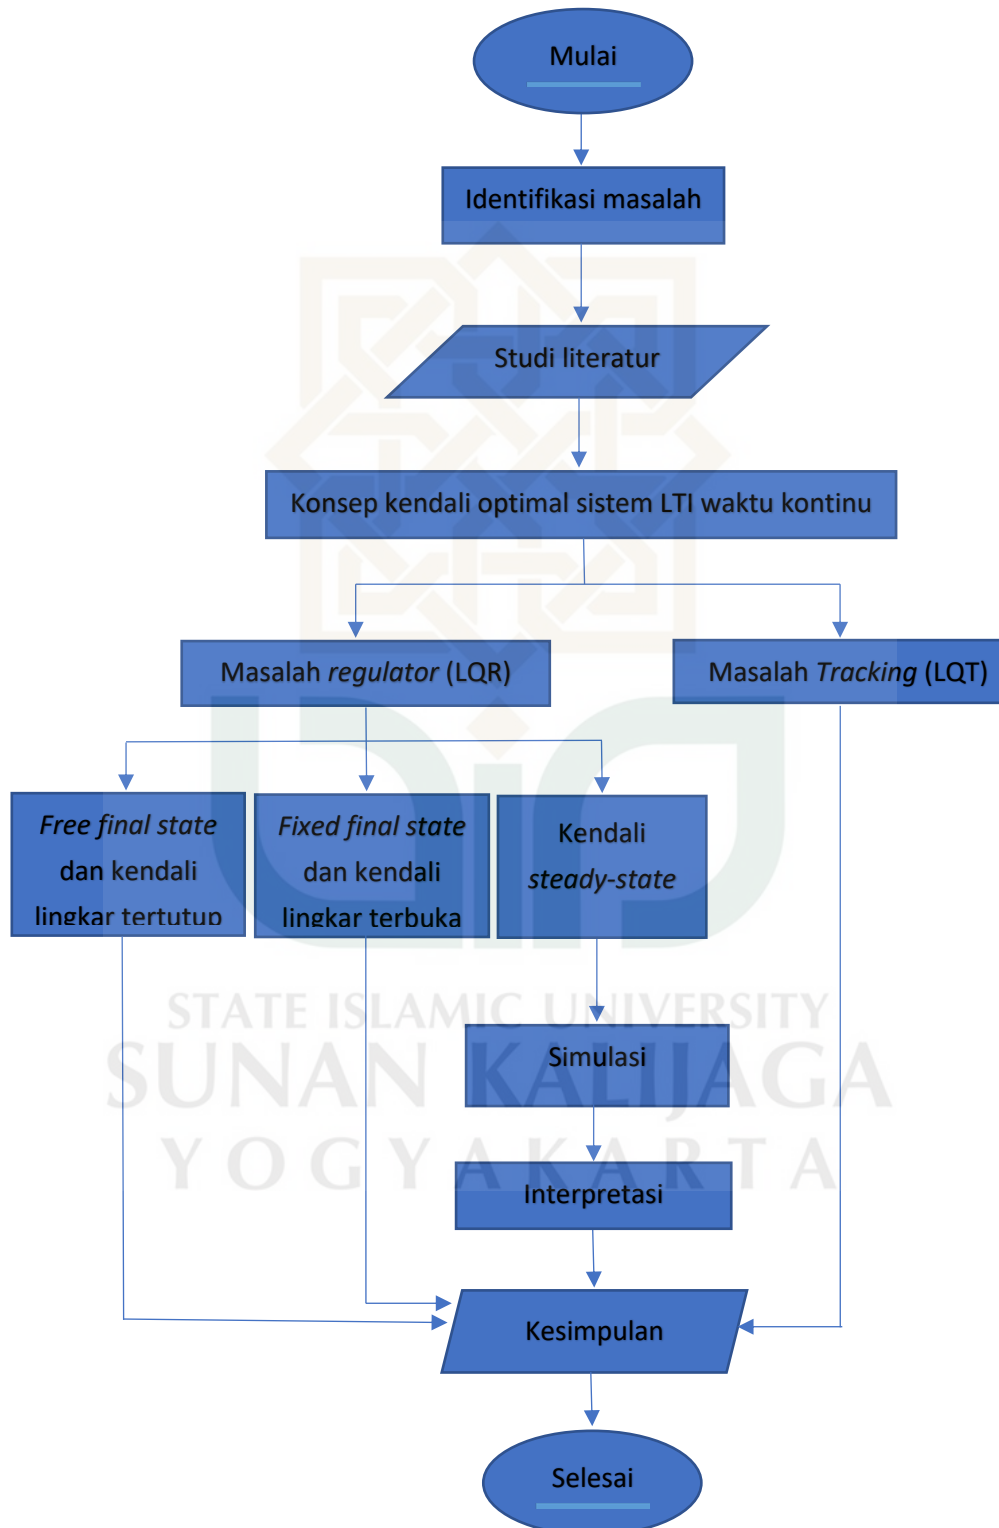 Mulai
Identifikasi masalah
Studi literatur
Konsep kendali optimal sistem LTI waktu kontinu
Masalah regulator (LQR)
Masalah Tracking (LQT)
Free final state
dan kendali
lingkar tertutup
Fixed final state
dan kendali
lingkar terbuka
Kendali
steady-state
STATE ISLAMIC UNIVERSITY
SUNAN KALIJAGA
YOGYAKARTA
Simulasi
Interpretasi
Kesimpulan
Selesai